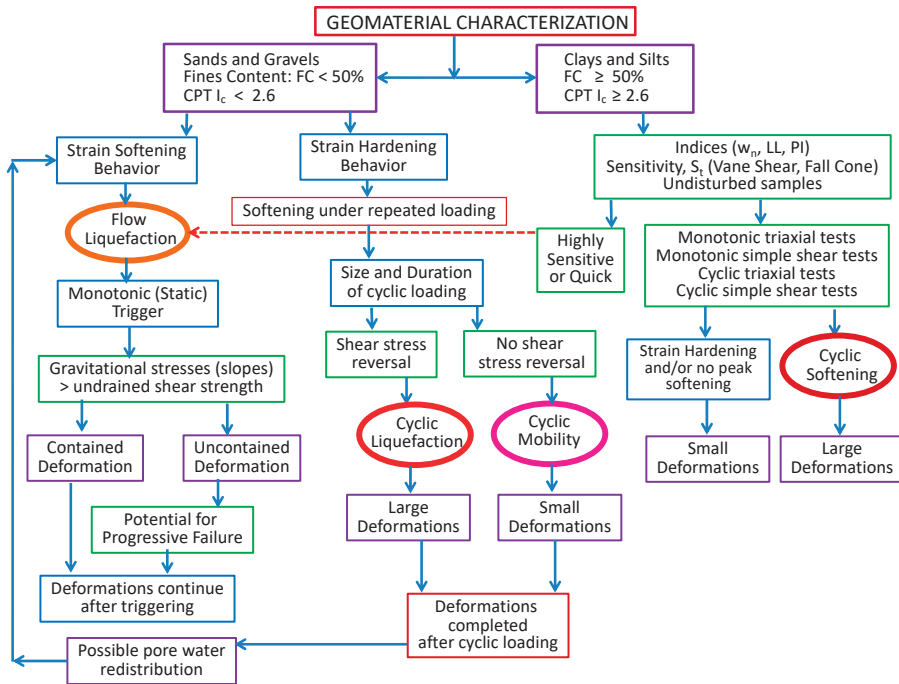 GEOMATERIAL CHARACTERIZATION
Sands and Gravels
Fines Content: FC < 50%
CPT Ic < 2.6
Clays and Silts
FC ≥ 50%
CPT Ic ≥ 2.6
Strain Softening
Behavior
Strain Hardening
Behavior
Indices (wn, LL, PI)
Sensitivity, St (Vane Shear, Fall Cone)
Undisturbed samples
Flow
Liquefaction
Softening under repeated loading
Highly
Sensitive
or Quick
Monotonic triaxial tests
Monotonic simple shear tests
Cyclic triaxial tests
Cyclic simple shear tests
Monotonic (Static)
Trigger
Size and Duration
of cyclic loading
Shear stress
reversal
No shear
stress reversal
Strain Hardening
and/or no peak
softening
Cyclic
Softening
Gravitational stresses (slopes)
> undrained shear strength
Cyclic
Liquefaction
Cyclic
Mobility
Contained
Deformation
Uncontained
Deformation
Small
Deformations
Large
Deformations
Large
Deformations
Small
Deformations
Potential for
Progressive Failure
Deformations continue
after triggering
Deformations
completed
after cyclic loading
Possible pore water
redistribution